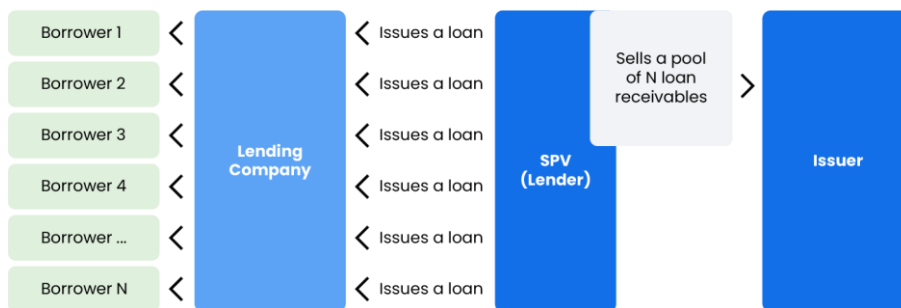 Borrower 1
Issues a loan
Borrower 2
Issues a loan
Borrower 3
Issues a loan
Borrower 4
Issues a loan
Borrower ...
Issues a loan
Borrower N
Issues a loan
Lending
Company
SPV
(Lender)
Sells a pool
of N loan
receivables
Issuer